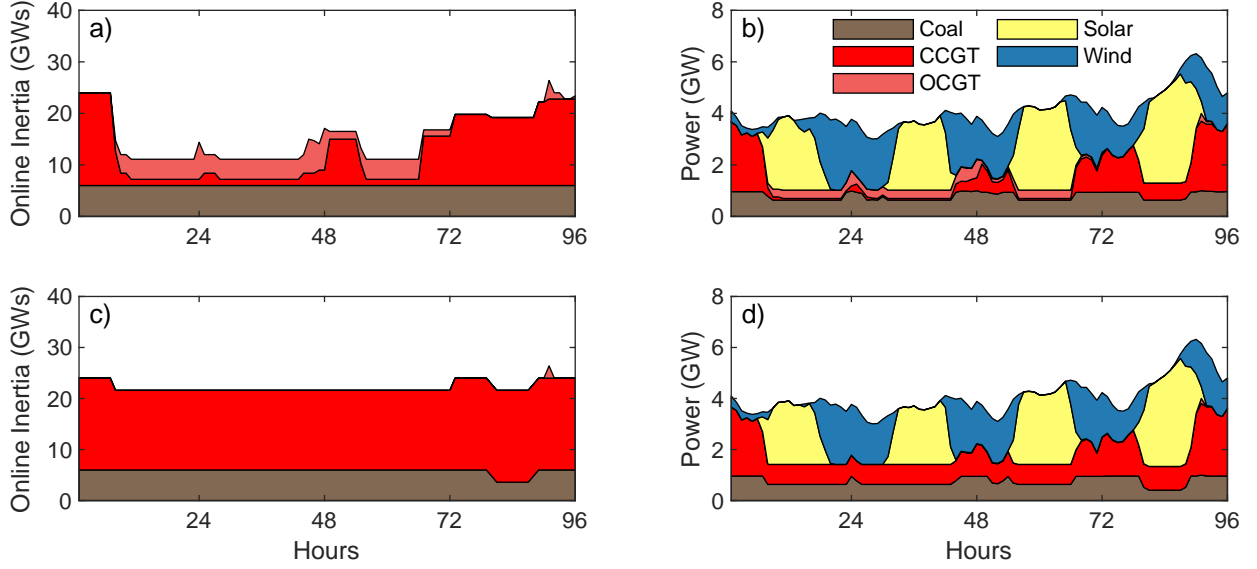 a)
Online Inertia (GWs)
40
30
20
10
0
24
48
72
96
b)
Power (GW)
8
6
4
2
0
24
48
72
96
Coal
CCGT
OCGT
Solar
Wind
c)
Online Inertia (GWs)
40
30
20
10
0
24
48
72
96
Hours
d)
Power (GW)
8
6
4
2
0
24
48
72
96
Hours